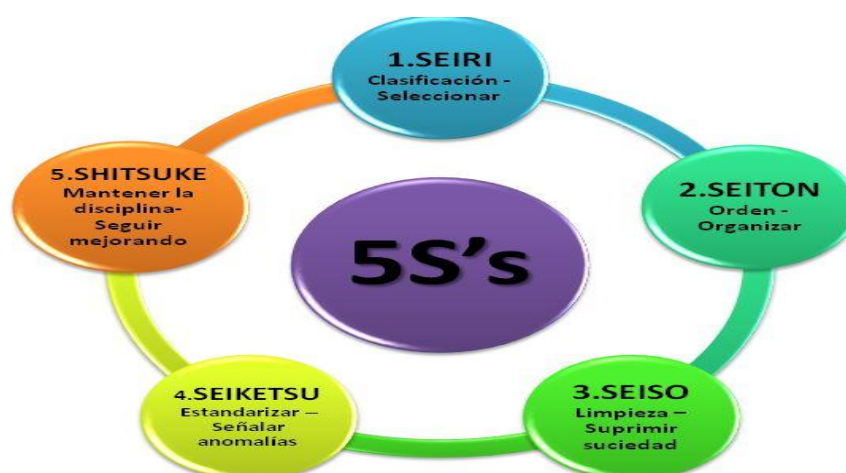 1.SEIRI
Clasificación -
Seleccionar
2.SEITON
Orden -
Organizar
3.SEISO
Limpieza –
Suprimir
suciedad
4.SEIKETSU
Estandarizar –
Señalar
anomalías
5.SHITSUKE
Mantener la
disciplina-
Seguir
mejorando
5S's